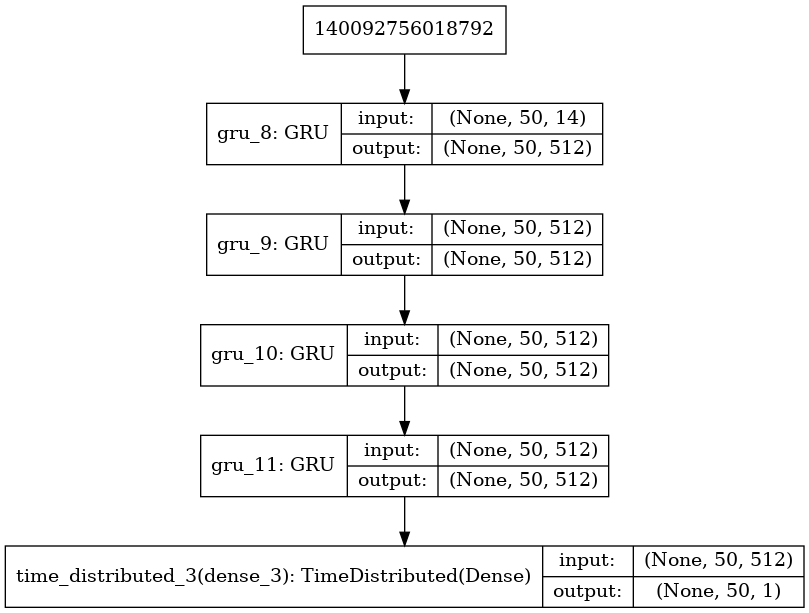 140092756018792
gru_8: GRU
input: (None, 50, 14)
output: (None, 50, 512)
gru_9: GRU
input: (None, 50, 512)
output: (None, 50, 512)
gru_10: GRU
input: (None, 50, 512)
output: (None, 50, 512)
gru_11: GRU
input: (None, 50, 512)
output: (None, 50, 512)
time_distributed_3(dense_3): TimeDistributed(Dense)
input: (None, 50, 512)
output: (None, 50, 1)